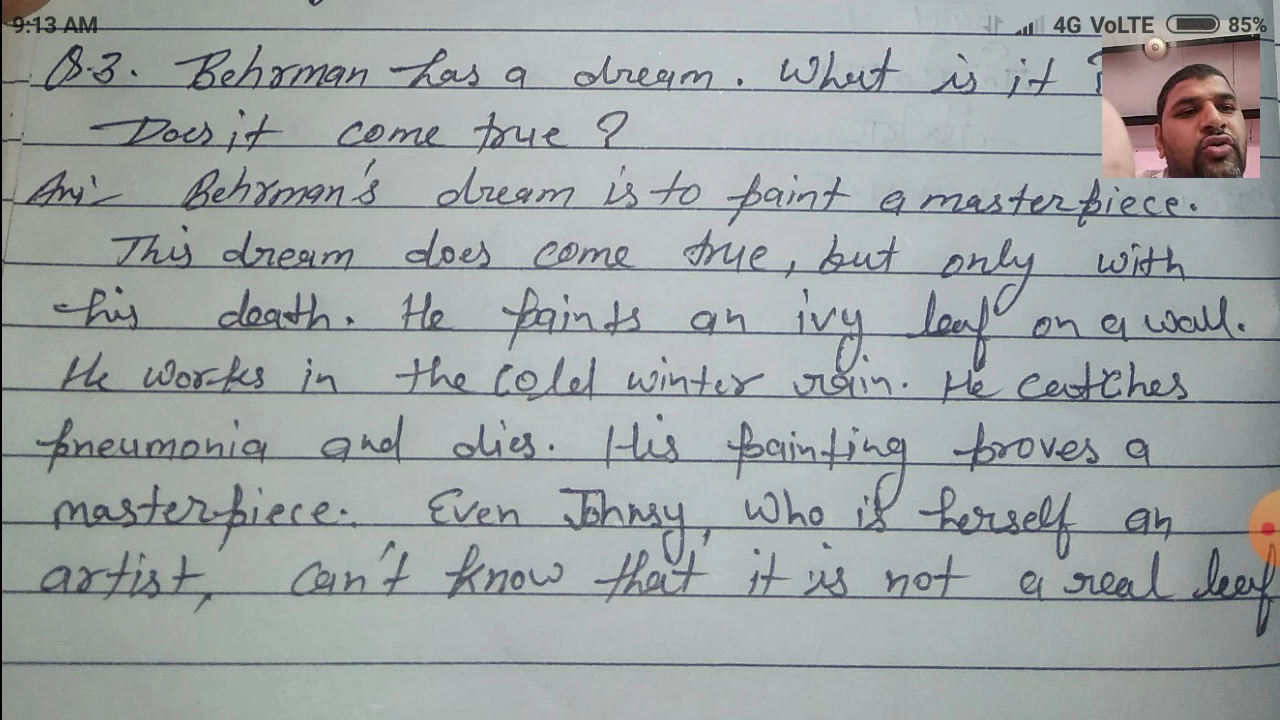 9:13 AM 4G VoLTE 85%
Q.3. Behrman has a dream. What is it ?
Does it come true ?
Ans:- Behrman's dream is to paint a masterpiece.
This dream does come true, but only with
his death. He paints an ivy leaf on a wall.
He works in the cold winter rain. He catches
pneumonia and dies. His painting proves a
masterpiece. Even Johnsy, who is herself an
artist, can't know that it is not a real leaf